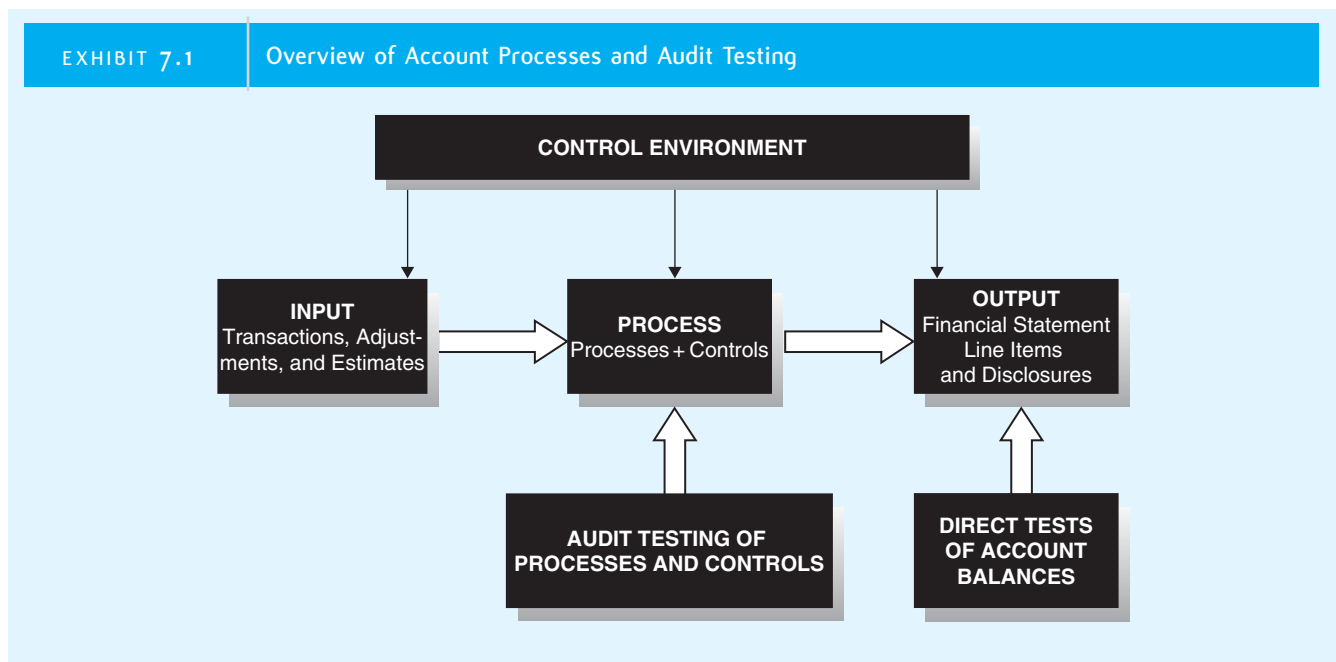 EXHIBIT 7.1
Overview of Account Processes and Audit Testing
CONTROL ENVIRONMENT
INPUT
Transactions, Adjust-
ments, and Estimates
PROCESS
Processes + Controls
OUTPUT
Financial Statement
Line Items
and Disclosures
AUDIT TESTING OF
PROCESSES AND CONTROLS
DIRECT TESTS
OF ACCOUNT
BALANCES